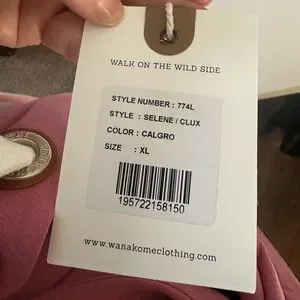 WALK ON THE WILD SIDE
STYLE NUMBER : 774L
STYLE : SELENE / CLUX
COLOR : CALGRO
SIZE : XL
195722158150
www.wanakomeclothing.com